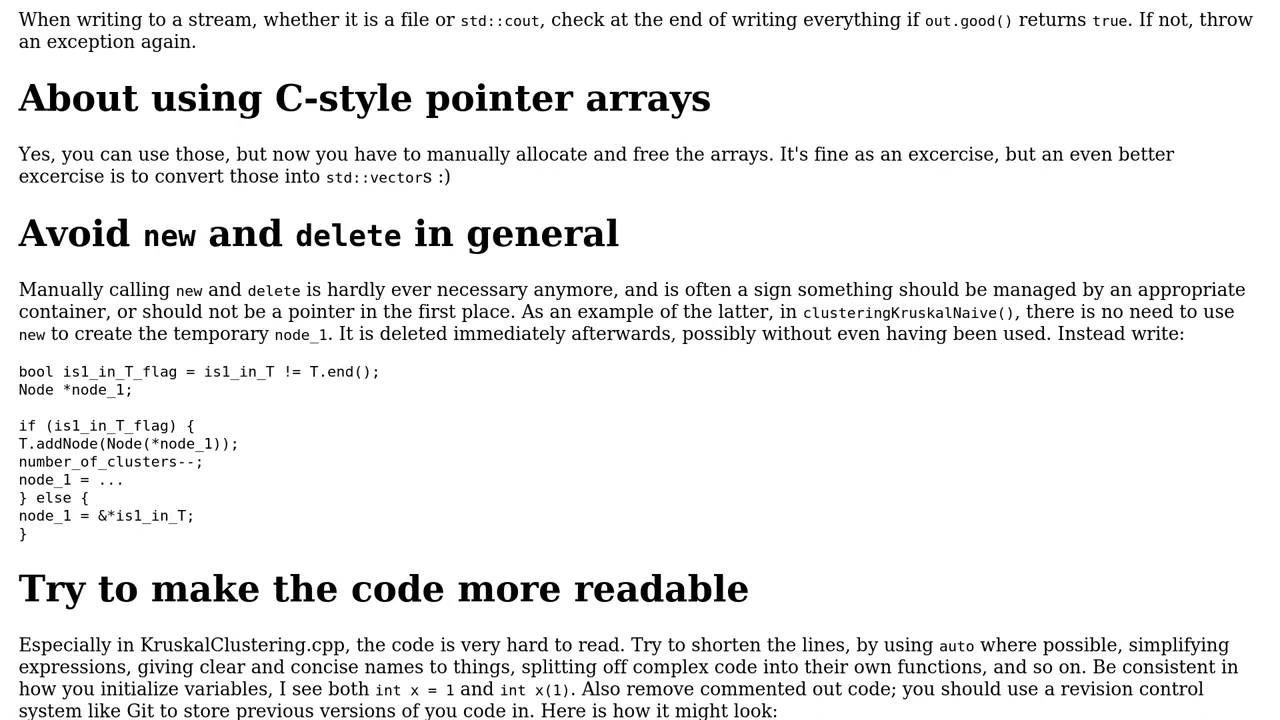 When writing to a stream, whether it is a file or std::cout, check at the end of writing everything if out.good() returns true. If not, throw
an exception again.
About using C-style pointer arrays
Yes, you can use those, but now you have to manually allocate and free the arrays. It's fine as an excercise, but an even better
excercise is to convert those into std::vectors :)
Avoid new and delete in general
Manually calling new and delete is hardly ever necessary anymore, and is often a sign something should be managed by an appropriate
container, or should not be a pointer in the first place. As an example of the latter, in clusteringKruskalNaive(), there is no need to use
new to create the temporary node_1. It is deleted immediately afterwards, possibly without even having been used. Instead write:
bool is1_in_T_flag = is1_in_T != T.end();
Node *node_1;
if (is1_in_T_flag) {
T.addNode(Node(*node_1));
number_of_clusters--;
node_1 = ...
} else {
node_1 = &*is1_in_T;
}
Try to make the code more readable
Especially in KruskalClustering.cpp, the code is very hard to read. Try to shorten the lines, by using auto where possible, simplifying
expressions, giving clear and concise names to things, splitting off complex code into their own functions, and so on. Be consistent in
how you initialize variables, I see both int x = 1 and int x(1). Also remove commented out code; you should use a revision control
system like Git to store previous versions of you code in. Here is how it might look: